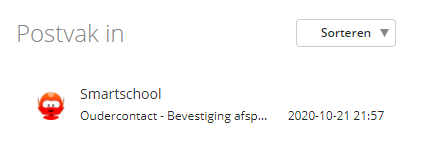 Postvak in
Sorteren
Smartschool
Oudercontact - Bevestiging afsp... 2020-10-21 21:57